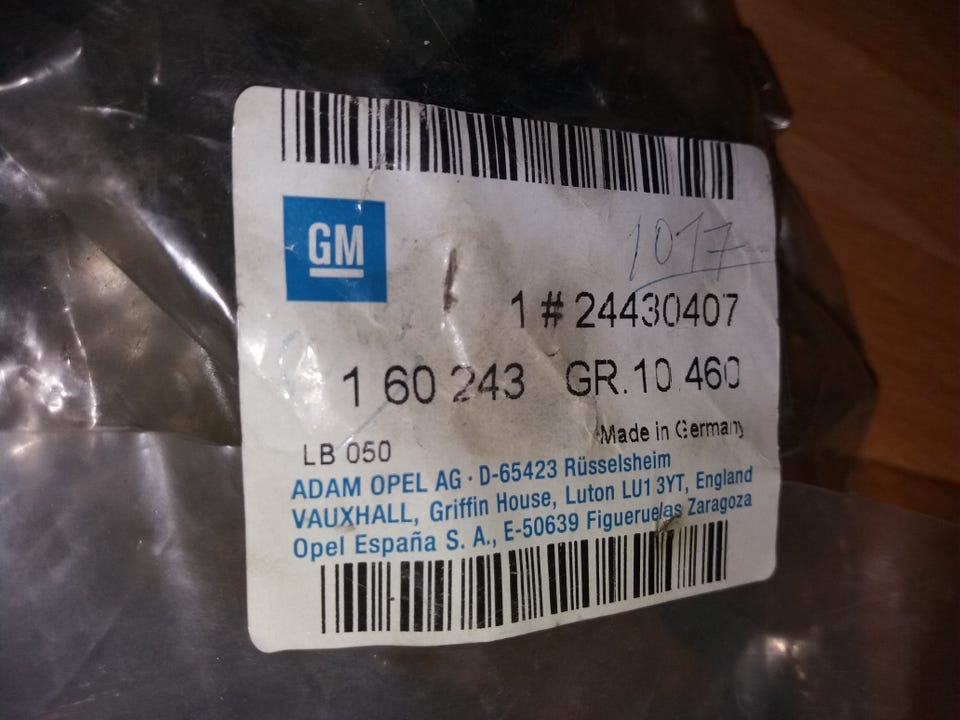 GM
1017
1 # 24430407
1 60 243 GR.10.460
Made in Germany
LB 050
ADAM OPEL AG · D-65423 Rüsselsheim
VAUXHALL, Griffin House, Luton LU1 3YT, England
Opel España S. A., E-50639 Figueruelas Zaragoza